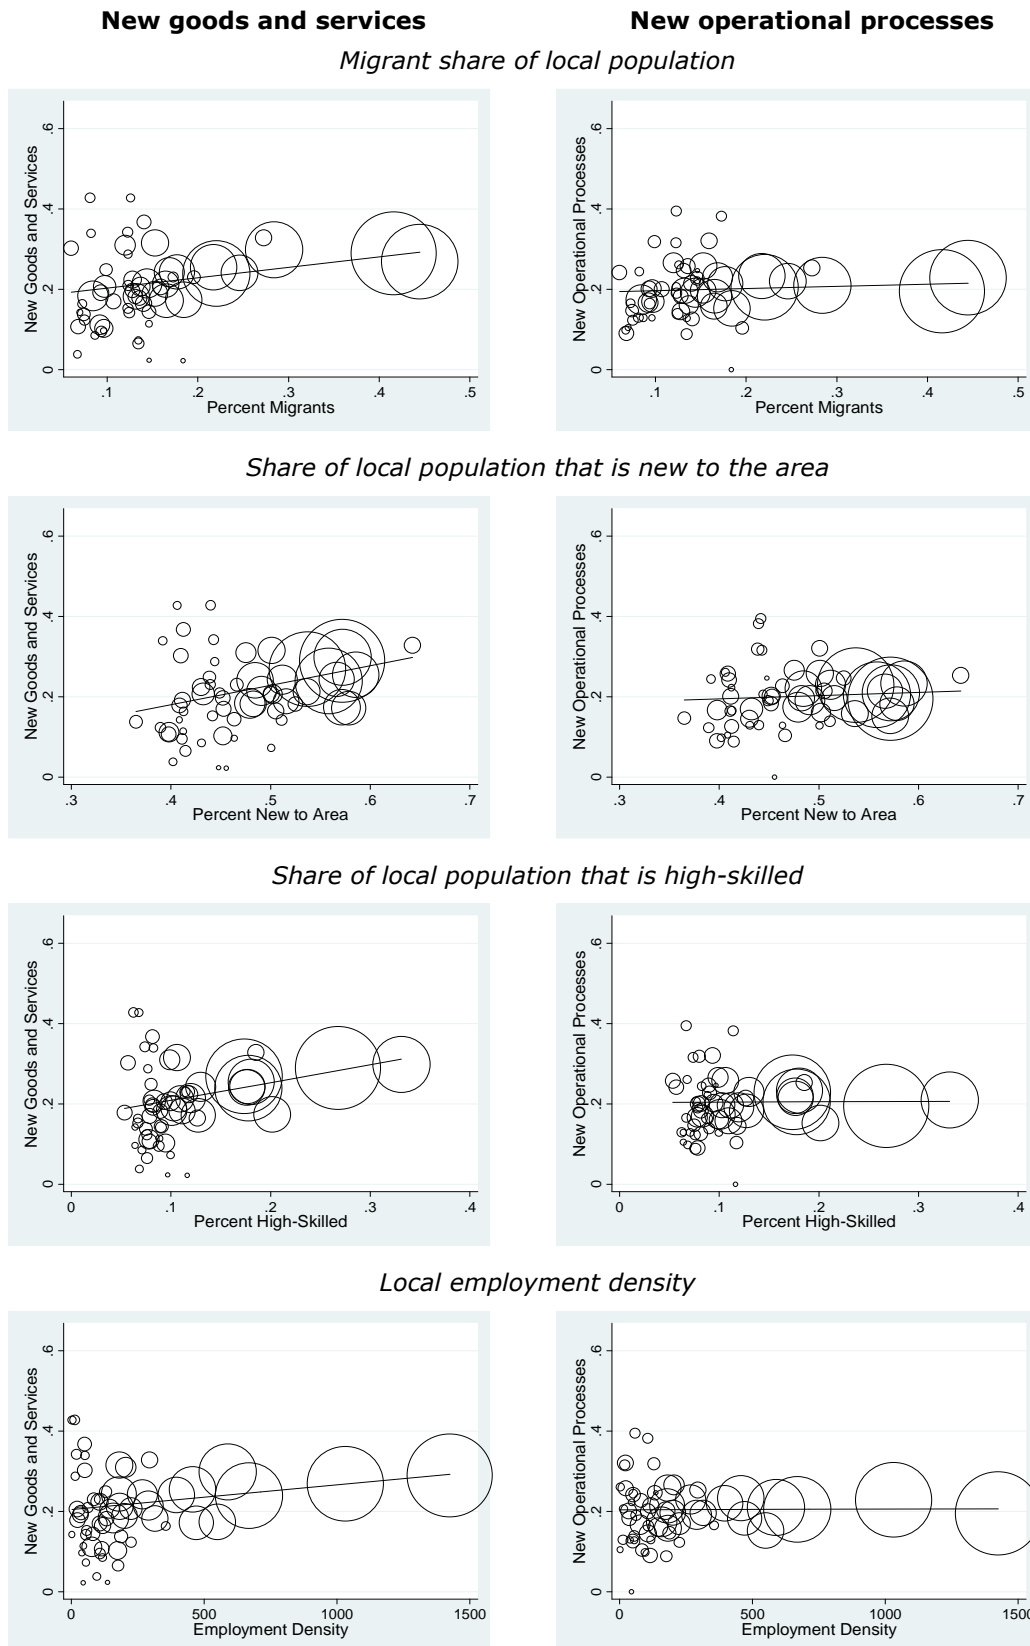 New goods and services New operational processes
Migrant share of local population
New Goods and Services
0 .2 .4 .6
.1 .2 .3 .4 .5
Percent Migrants
New Operational Processes
0 .2 .4 .6
.1 .2 .3 .4 .5
Percent Migrants
Share of local population that is new to the area
New Goods and Services
0 .2 .4 .6
.3 .4 .5 .6 .7
Percent New to Area
New Operational Processes
0 .2 .4 .6
.3 .4 .5 .6 .7
Percent New to Area
Share of local population that is high-skilled
New Goods and Services
0 .2 .4 .6
0 .1 .2 .3 .4
Percent High-Skilled
New Operational Processes
0 .2 .4 .6
0 .1 .2 .3 .4
Percent High-Skilled
Local employment density
New Goods and Services
0 .2 .4 .6
0 500 1000 1500
Employment Density
New Operational Processes
0 .2 .4 .6
0 500 1000 1500
Employment Density